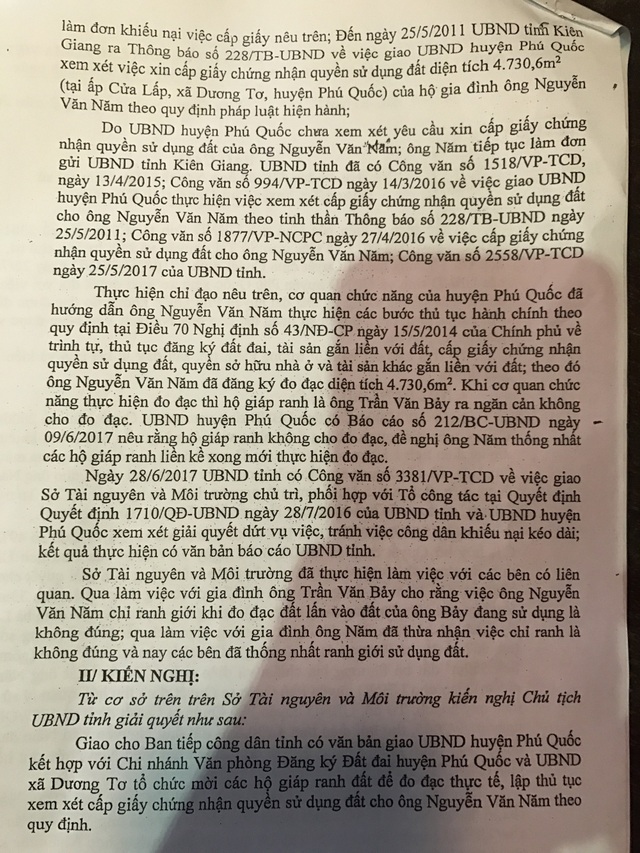 làm đơn khiếu nại việc cấp giấy nêu trên; Đến ngày 25/5/2011 UBND tỉnh Kiên
Giang ra Thông báo số 228/TB-UBND về việc giao UBND huyện Phú Quốc
xem xét việc xin cấp giấy chứng nhận quyền sử dụng đất diện tích 4.730,6m²
(tại ấp Cửa Lấp, xã Dương Tơ, huyện Phú Quốc) của hộ gia đình ông Nguyễn
Văn Năm theo quy định pháp luật hiện hành;
Do UBND huyện Phú Quốc chưa xem xét yêu cầu xin cấp giấy chứng
nhận quyền sử dụng đất của ông Nguyễn Văn Năm; ông Năm tiếp tục làm đơn
gửi UBND tỉnh Kiên Giang. UBND tỉnh đã có Công văn số 1518/VP-TCD,
ngày 13/4/2015; Công văn số 994/VP-TCD ngày 14/3/2016 về việc giao UBND
huyện Phú Quốc thực hiện việc xem xét cấp giấy chứng nhận quyền sử dụng đất
cho ông Nguyễn Văn Năm theo tinh thần Thông báo số 228/TB-UBND ngày
25/5/2011; Công văn số 1877/VP-NCPC ngày 27/4/2016 về việc cấp giấy chứng
nhận quyền sử dụng đất cho ông Nguyễn Văn Năm; Công văn số 2558/VP-TCD
ngày 25/5/2017 của UBND tỉnh.
Thực hiện chỉ đạo nêu trên, cơ quan chức năng của huyện Phú Quốc đã
hướng dẫn ông Nguyễn Văn Năm thực hiện các bước thủ tục hành chính theo
quy định tại Điều 70 Nghị định số 43/NĐ-CP ngày 15/5/2014 của Chính phủ về
trình tự, thủ tục đăng ký đất đai, tài sản gắn liền với đất, cấp giấy chứng nhận
quyền sử dụng đất, quyền sở hữu nhà ở và tài sản khác gắn liền với đất; theo đó
ông Nguyễn Văn Năm đã đăng ký đo đạc diện tích 4.730,6m². Khi cơ quan chức
năng thực hiện đo đạc thì hộ giáp ranh là ông Trần Văn Bảy ra ngăn cản không
cho đo đạc. UBND huyện Phú Quốc có Báo cáo số 212/BC-UBND ngày
09/6/2017 nêu rằng hộ giáp ranh không cho đo đạc, đề nghị ông Năm thống nhất
các hộ giáp ranh liền kề xong mới thực hiện đo đạc.
Ngày 28/6/2017 UBND tỉnh có Công văn số 3381/VP-TCD về việc giao
Sở Tài nguyên và Môi trường chủ trì, phối hợp với Tổ công tác tại Quyết định
Quyết định 1710/QĐ-UBND ngày 28/7/2016 của UBND tỉnh và UBND huyện
Phú Quốc xem xét giải quyết dứt vụ việc, tránh việc công dân khiếu nại kéo dài;
kết quả thực hiện có văn bản báo cáo UBND tỉnh.
Sở Tài nguyên và Môi trường đã thực hiện làm việc với các bên có liên
quan. Qua làm việc với gia đình ông Trần Văn Bảy cho rằng việc ông Nguyễn
Văn Năm chỉ ranh giới khi đo đạc đất lấn vào đất của ông Bảy đang sử dụng là
không đúng; qua làm việc với gia đình ông Năm đã thừa nhận việc chỉ ranh là
không đúng và nay các bên đã thống nhất ranh giới sử dụng đất.
II/ KIẾN NGHỊ:
Từ cơ sở trên trên Sở Tài nguyên và Môi trường kiến nghị Chủ tịch
UBND tỉnh giải quyết như sau:
Giao cho Ban tiếp công dân tỉnh có văn bản giao UBND huyện Phú Quốc
kết hợp với Chi nhánh Văn phòng Đăng ký Đất đai huyện Phú Quốc và UBND
xã Dương Tơ tổ chức mời các hộ giáp ranh đất để đo đạc thực tế, lập thủ tục
xem xét cấp giấy chứng nhận quyền sử dụng đất cho ông Nguyễn Văn Năm theo
quy định.